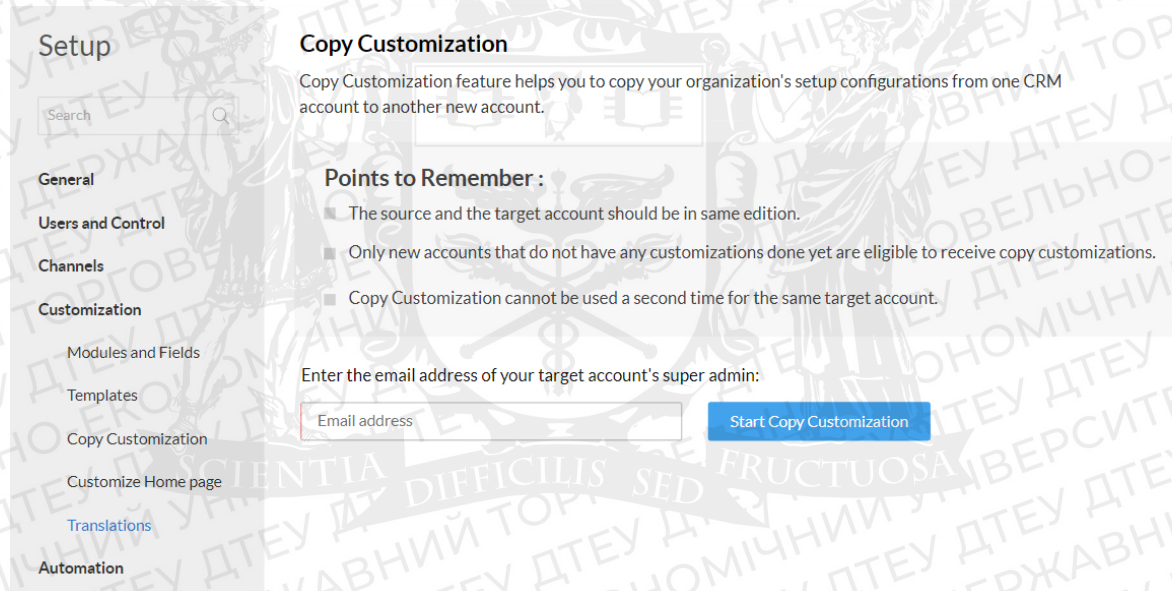 Setup
Search
General
Users and Control
Channels
Customization
Modules and Fields
Templates
Copy Customization
Customize Home page
Translations
Automation
Copy Customization
Copy Customization feature helps you to copy your organization's setup configurations from one CRM
account to another new account.
Points to Remember :
The source and the target account should be in same edition.
Only new accounts that do not have any customizations done yet are eligible to receive copy customizations.
Copy Customization cannot be used a second time for the same target account.
Enter the email address of your target account's super admin:
Email address
Start Copy Customization
SCIENTIA DIFFICILIS SED FRUCTUOSA